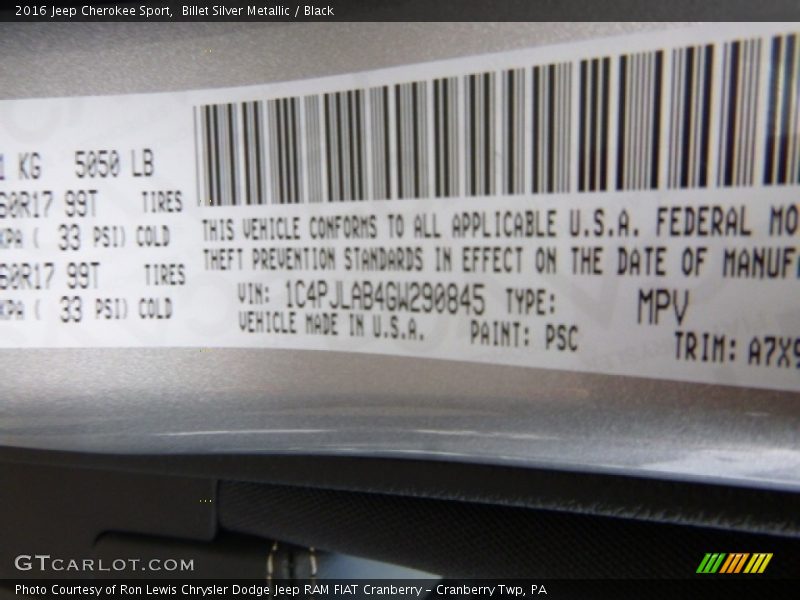 2016 Jeep Cherokee Sport,  Billet Silver Metallic / Black
KG 5050 LB
60R17 99T TIRES
KPA ( 33 PSI) COLD
60R17 99T TIRES
KPA ( 33 PSI) COLD
THIS VEHICLE CONFORMS TO ALL APPLICABLE U.S.A. FEDERAL MO
THEFT PREVENTION STANDARDS IN EFFECT ON THE DATE OF MANUF
VIN: 1C4PJLAB4GW290845 TYPE: MPV
VEHICLE MADE IN U.S.A. PAINT: PSC TRIM: A7X9
GTCARLOT.COM
Photo Courtesy of Ron Lewis Chrysler Dodge Jeep RAM FIAT Cranberry – Cranberry Twp, PA